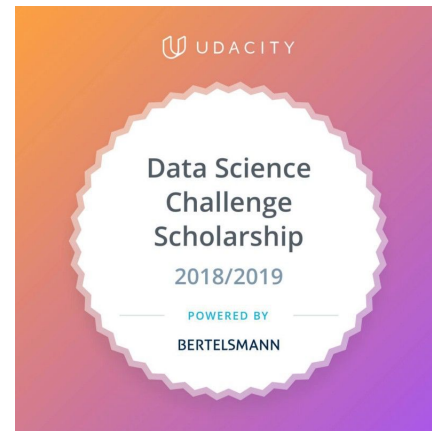 UDACITY
Data Science
Challenge
Scholarship
2018/2019
POWERED BY
BERTELSMANN